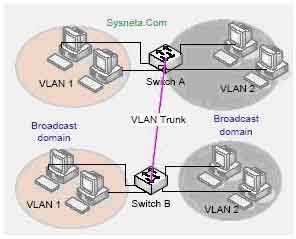 Sysneta.Com
VLAN 1
Switch A
VLAN 2
VLAN Trunk
Broadcast
domain
Broadcast
domain
VLAN 1
Switch B
VLAN 2